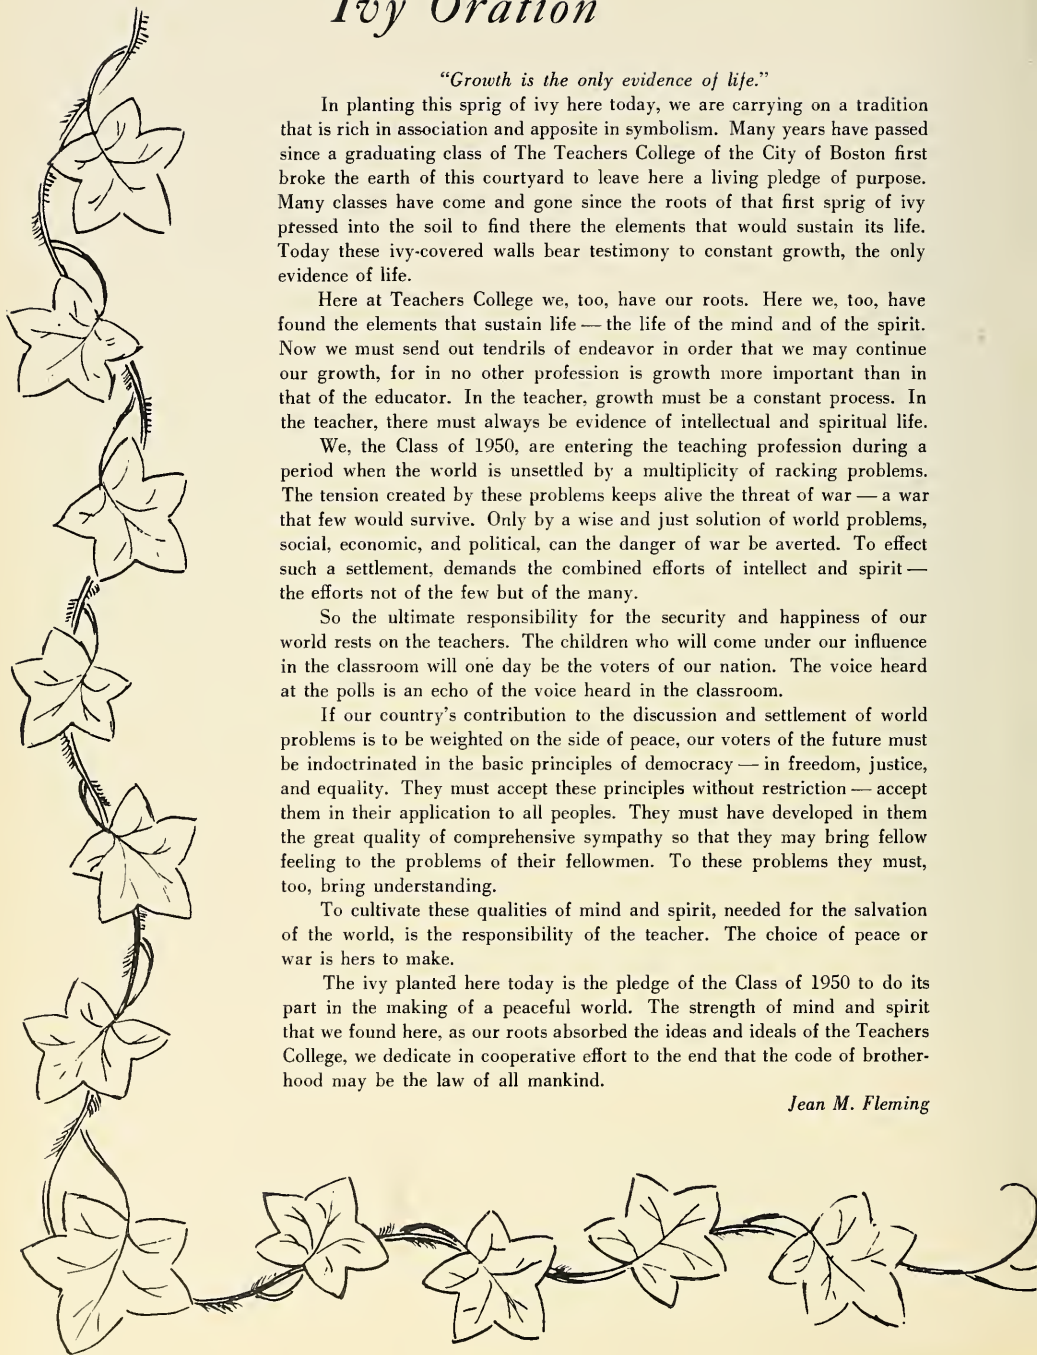 Ivy Oration
"Growth is the only evidence of life."
In planting this sprig of ivy here today, we are carrying on a tradition
that is rich in association and apposite in symbolism. Many years have passed
since a graduating class of The Teachers College of the City of Boston first
broke the earth of this courtyard to leave here a living pledge of purpose.
Many classes have come and gone since the roots of that first sprig of ivy
pressed into the soil to find there the elements that would sustain its life.
Today these ivy-covered walls bear testimony to constant growth, the only
evidence of life.
Here at Teachers College we, too, have our roots. Here we, too, have
found the elements that sustain life — the life of the mind and of the spirit.
Now we must send out tendrils of endeavor in order that we may continue
our growth, for in no other profession is growth more important than in
that of the educator. In the teacher, growth must be a constant process. In
the teacher, there must always be evidence of intellectual and spiritual life.
We, the Class of 1950, are entering the teaching profession during a
period when the world is unsettled by a multiplicity of racking problems.
The tension created by these problems keeps alive the threat of war — a war
that few would survive. Only by a wise and just solution of world problems,
social, economic, and political, can the danger of war be averted. To effect
such a settlement, demands the combined efforts of intellect and spirit —
the efforts not of the few but of the many.
So the ultimate responsibility for the security and happiness of our
world rests on the teachers. The children who will come under our influence
in the classroom will one day be the voters of our nation. The voice heard
at the polls is an echo of the voice heard in the classroom.
If our country's contribution to the discussion and settlement of world
problems is to be weighted on the side of peace, our voters of the future must
be indoctrinated in the basic principles of democracy — in freedom, justice,
and equality. They must accept these principles without restriction — accept
them in their application to all peoples. They must have developed in them
the great quality of comprehensive sympathy so that they may bring fellow
feeling to the problems of their fellowmen. To these problems they must,
too, bring understanding.
To cultivate these qualities of mind and spirit, needed for the salvation
of the world, is the responsibility of the teacher. The choice of peace or
war is hers to make.
The ivy planted here today is the pledge of the Class of 1950 to do its
part in the making of a peaceful world. The strength of mind and spirit
that we found here, as our roots absorbed the ideas and ideals of the Teachers
College, we dedicate in cooperative effort to the end that the code of brother-
hood may be the law of all mankind.
Jean M. Fleming